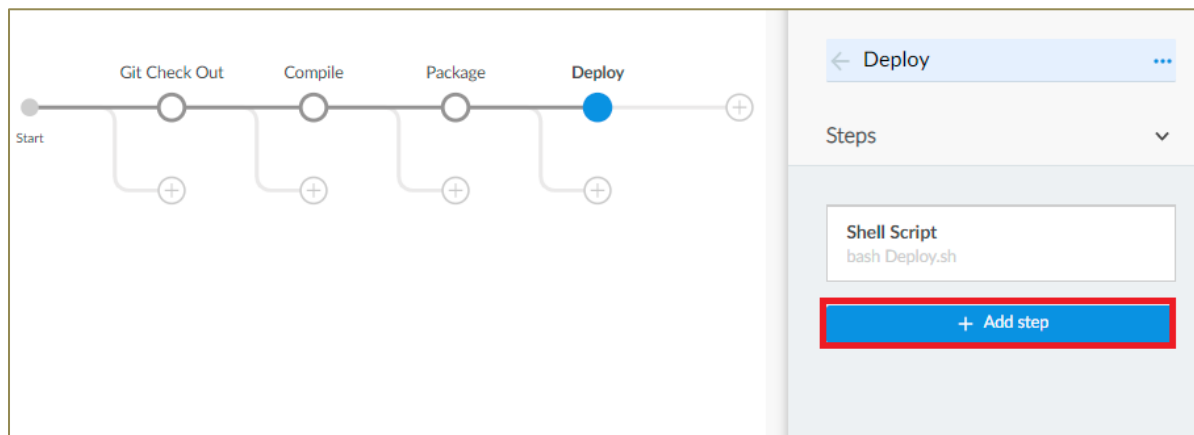 Git Check Out
Compile
Package
Deploy
Start
Deploy
Steps
Shell Script
bash Deploy.sh
+ Add step